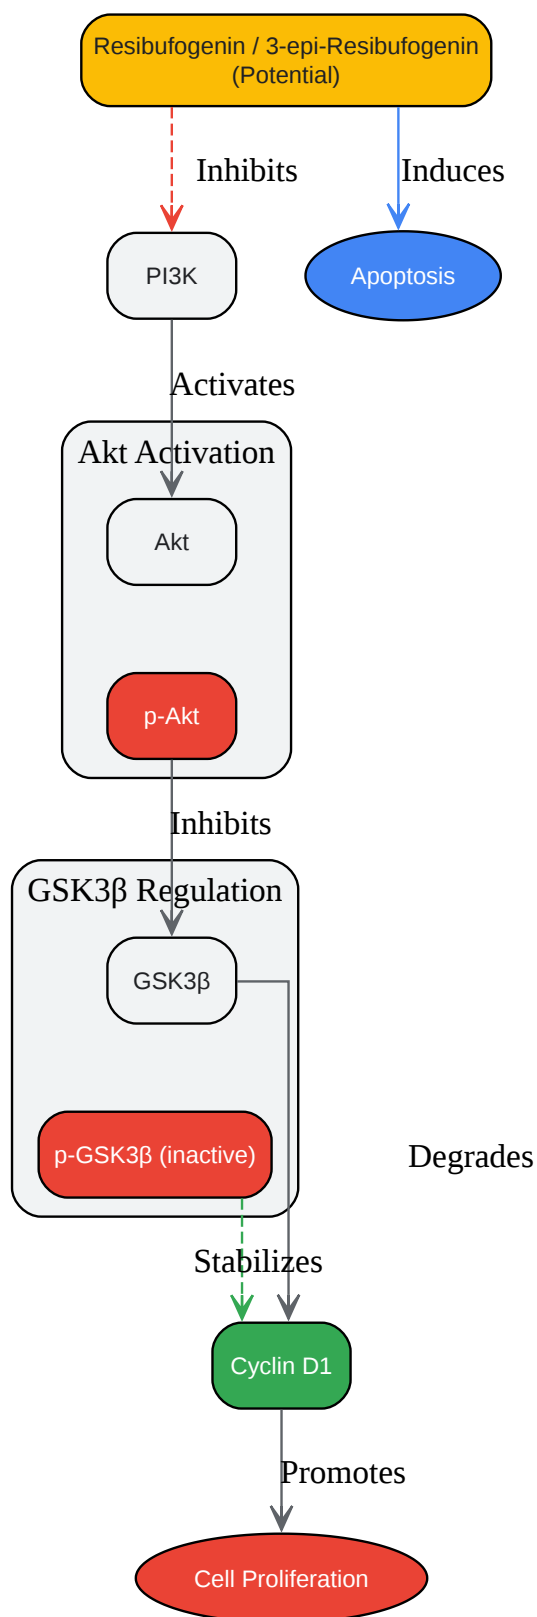 Resibufogenin / 3-epi-Resibufogenin
(Potential)
Inhibits
Induces
PI3K
Apoptosis
Activates
Akt Activation
Akt
p-Akt
Inhibits
GSK3β Regulation
GSK3β
p-GSK3β (inactive)
Degrades
Stabilizes
Cyclin D1
Promotes
Cell Proliferation